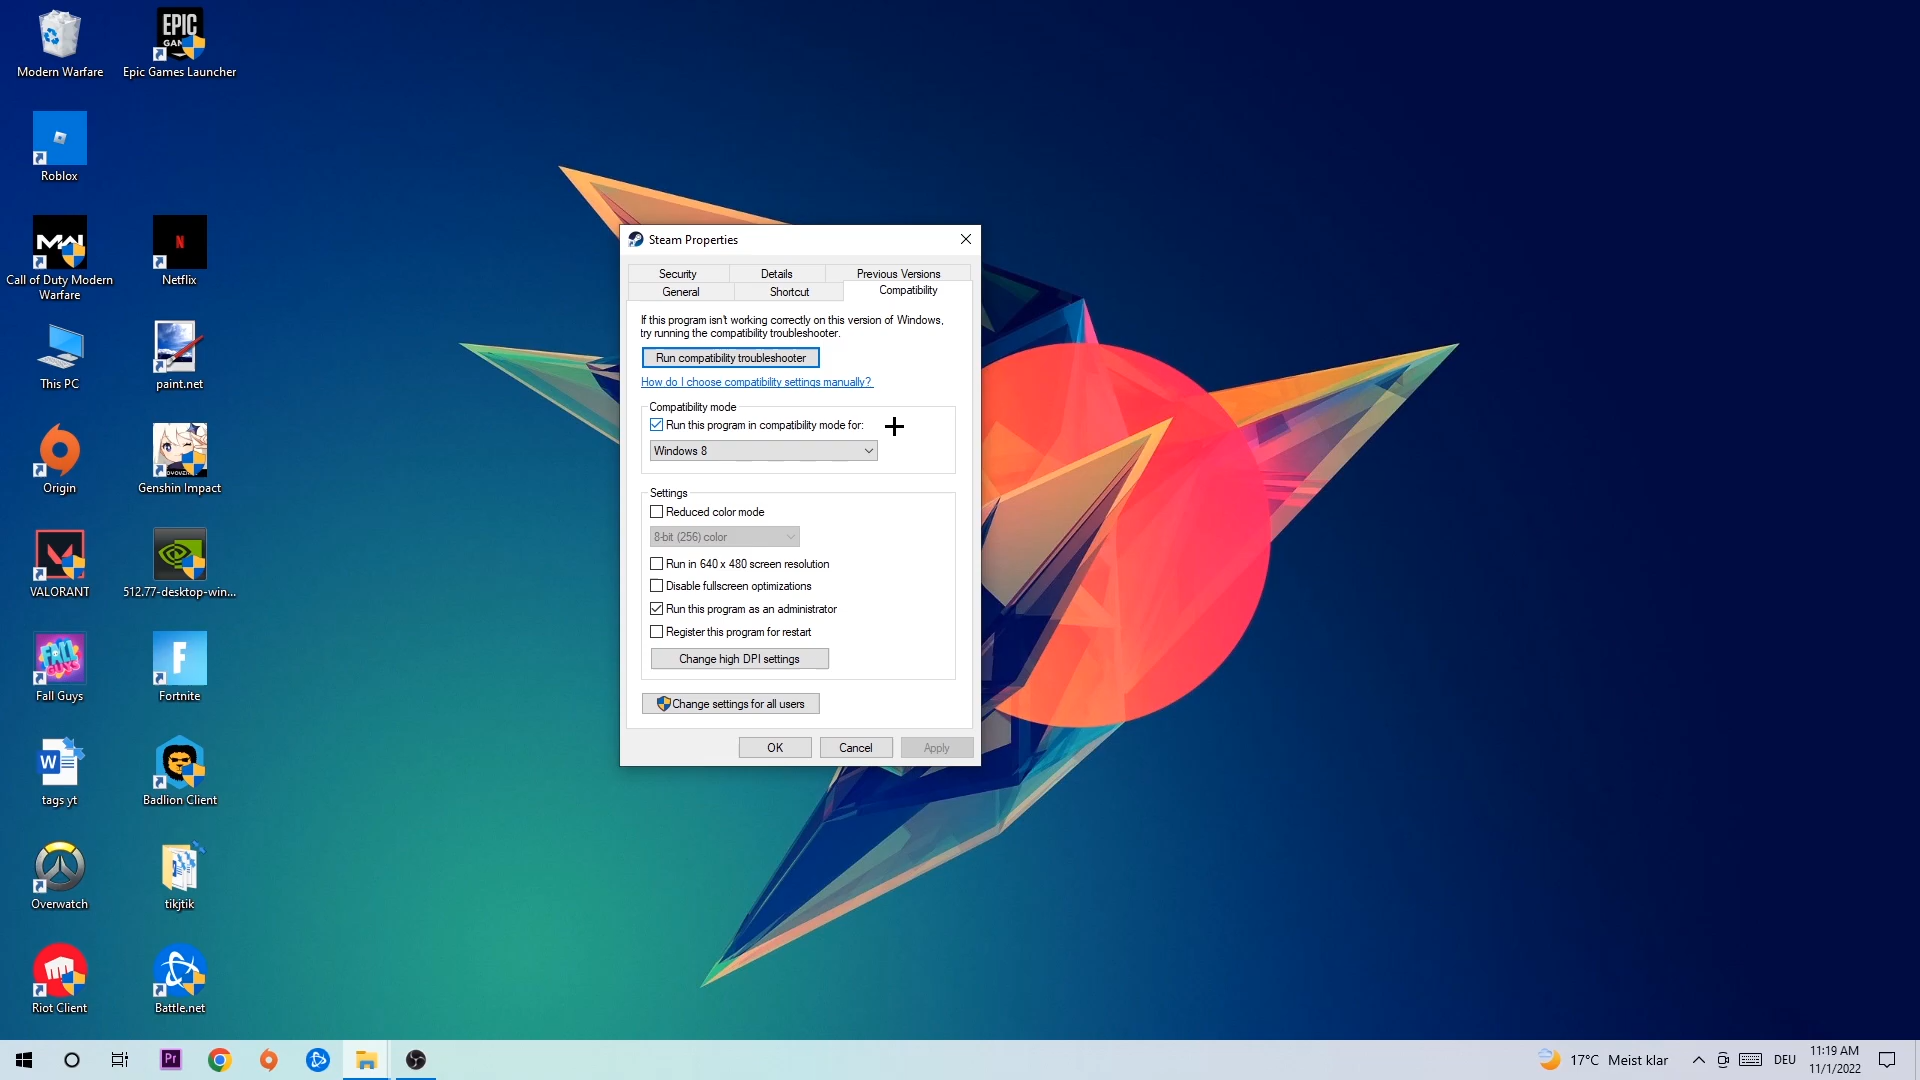 Modern Warfare
EPIC
GAMES
Epic Games Launcher
Roblox
MW
Call of Duty Modern
Warfare
N
Netflix
This PC
paint.net
Origin
Genshin Impact
VALORANT
512.77-desktop-win...
FALL
GUYS
Fall Guys
F
Fortnite
W
tags yt
Badlion Client
Overwatch
tikjtik
Riot Client
Battle.net
Steam Properties
Security
Details
Previous Versions
General
Shortcut
Compatibility
If this program isn't working correctly on this version of Windows,
try running the compatibility troubleshooter.
Run compatibility troubleshooter
How do I choose compatibility settings manually?
Compatibility mode
Run this program in compatibility mode for:
Windows 8
Settings
Reduced color mode
8-bit (256) color
Run in 640 x 480 screen resolution
Disable fullscreen optimizations
Run this program as an administrator
Register this program for restart
Change high DPI settings
Change settings for all users
OK
Cancel
Apply
Pr
17°C Meist klar
DEU
11:19 AM
11/1/2022